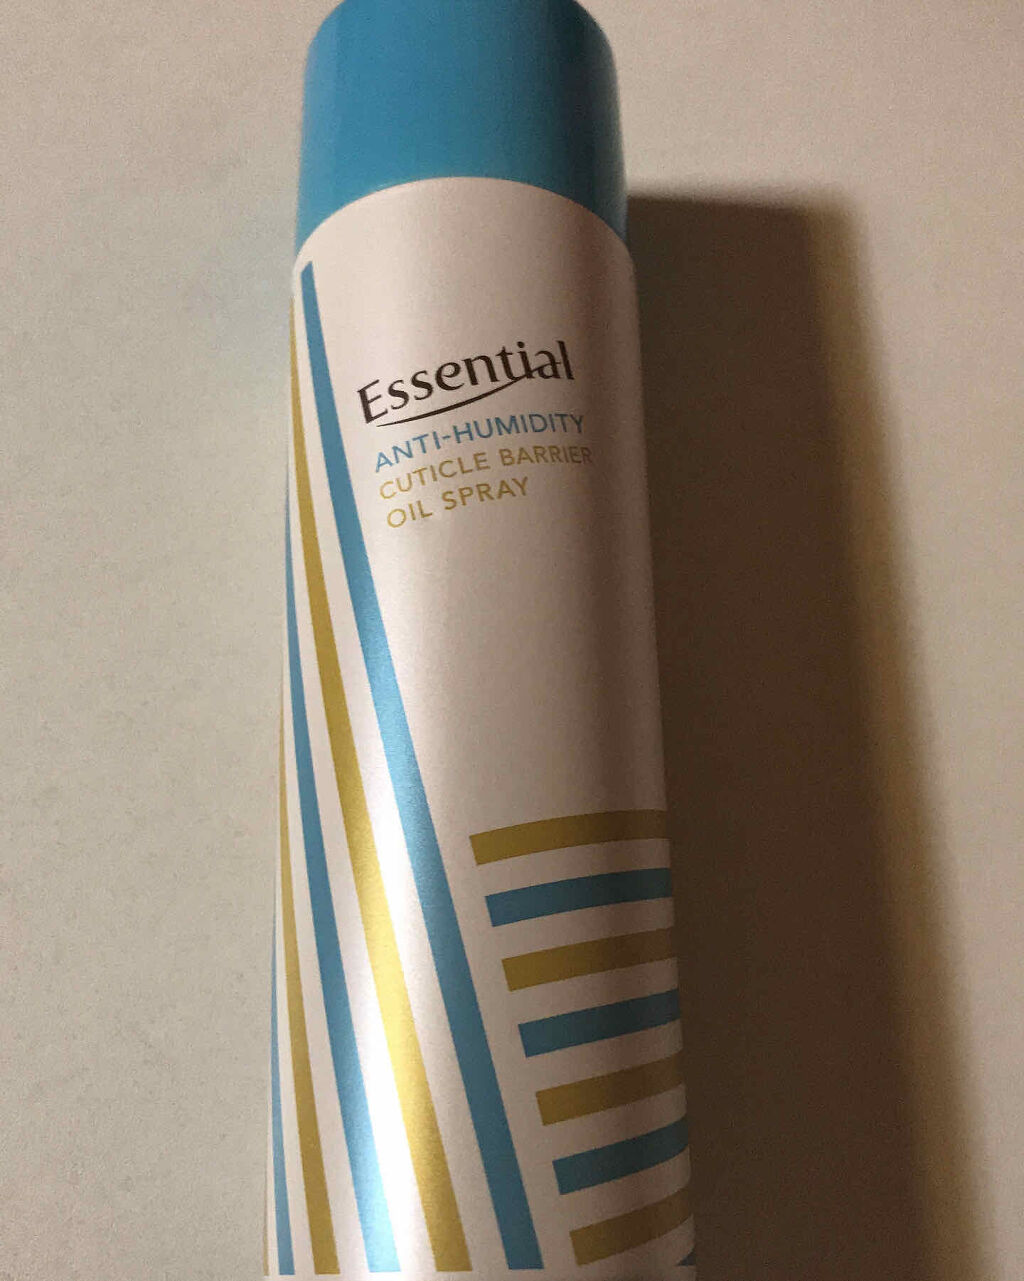 Essential
ANTI-HUMIDITY
CUTICLE BARRIER
OIL SPRAY